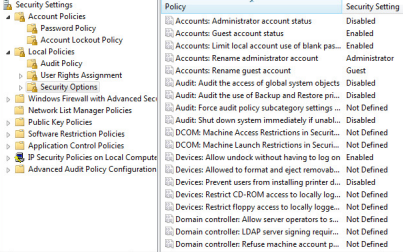 Security Settings
Account Policies
Password Policy
Account Lockout Policy
Local Policies
Audit Policy
User Rights Assignment
Security Options
Windows Firewall with Advanced Secu
Network List Manager Policies
Public Key Policies
Software Restriction Policies
Application Control Policies
IP Security Policies on Local Compute
Advanced Audit Policy Configuration
Policy Security Setting
Accounts: Administrator account status Disabled
Accounts: Guest account status Enabled
Accounts: Limit local account use of blank pas... Enabled
Accounts: Rename administrator account Administrator
Accounts: Rename guest account Guest
Audit: Audit the access of global system objects Disabled
Audit: Audit the use of Backup and Restore pri... Disabled
Audit: Force audit policy subcategory settings ... Not Defined
Audit: Shut down system immediately if unabl... Disabled
DCOM: Machine Access Restrictions in Securit... Not Defined
DCOM: Machine Launch Restrictions in Securit... Not Defined
Devices: Allow undock without having to log on Enabled
Devices: Allowed to format and eject removab... Not Defined
Devices: Prevent users from installing printer d... Disabled
Devices: Restrict CD-ROM access to locally log... Not Defined
Devices: Restrict floppy access to locally logge... Not Defined
Domain controller: Allow server operators to s... Not Defined
Domain controller: LDAP server signing requir... Not Defined
Domain controller: Refuse machine account p... Not Defined